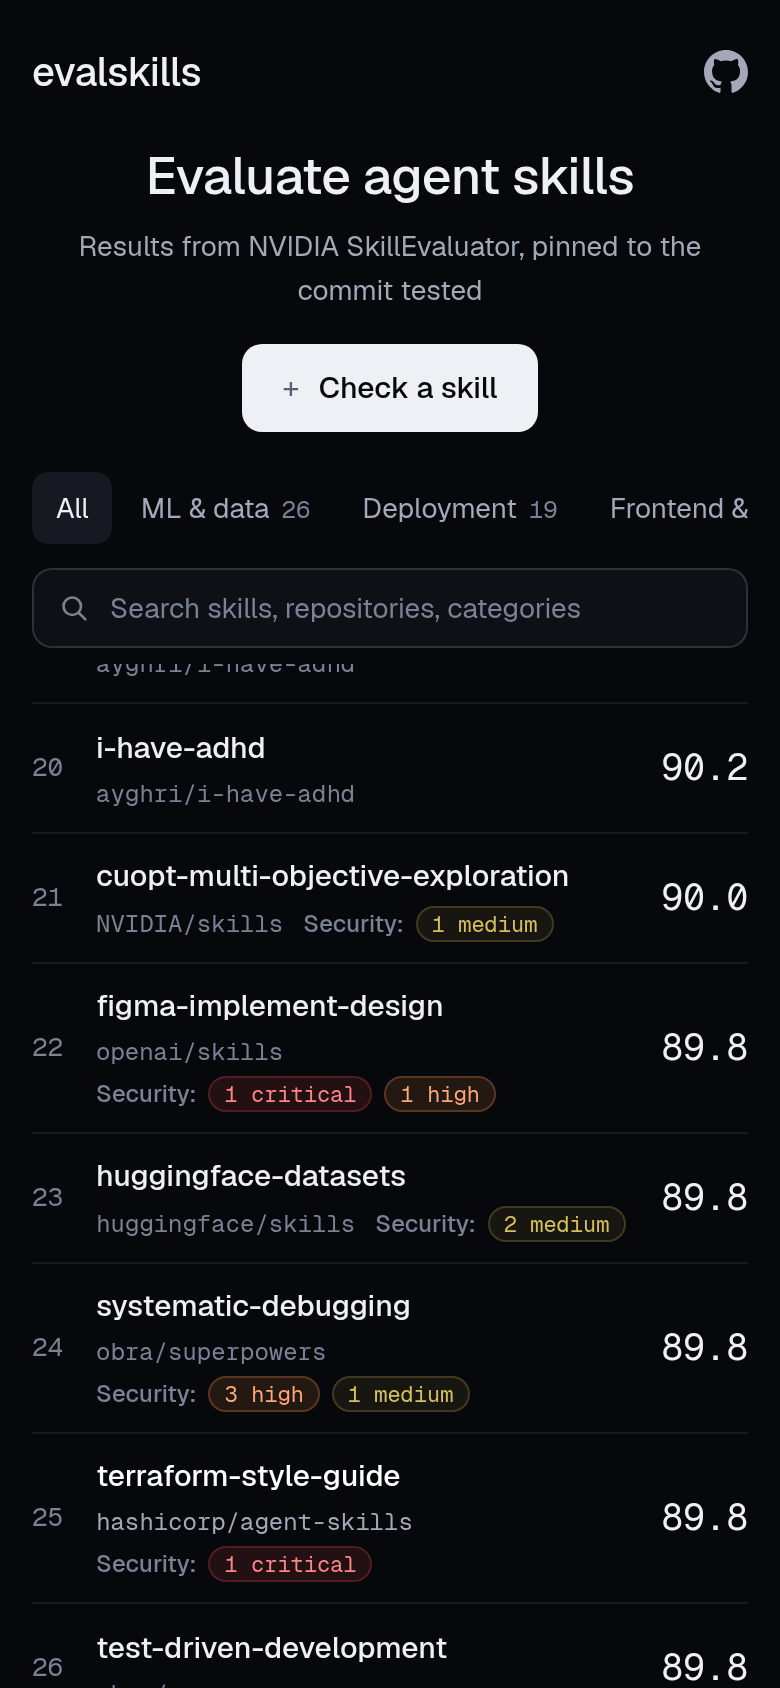 evalskills
Evaluate agent skills
Results from NVIDIA SkillEvaluator, pinned to the
commit tested
+ Check a skill
All ML & data 26 Deployment 19 Frontend &
Search skills, repositories, categories
ayghri/i-have-adhd
20 i-have-adhd 90.2
ayghri/i-have-adhd
21 cuopt-multi-objective-exploration 90.0
NVIDIA/skills Security: 1 medium
22 figma-implement-design 89.8
openai/skills
Security: 1 critical 1 high
23 huggingface-datasets 89.8
huggingface/skills Security: 2 medium
24 systematic-debugging 89.8
obra/superpowers
Security: 3 high 1 medium
25 terraform-style-guide 89.8
hashicorp/agent-skills
Security: 1 critical
26 test-driven-development 89.8